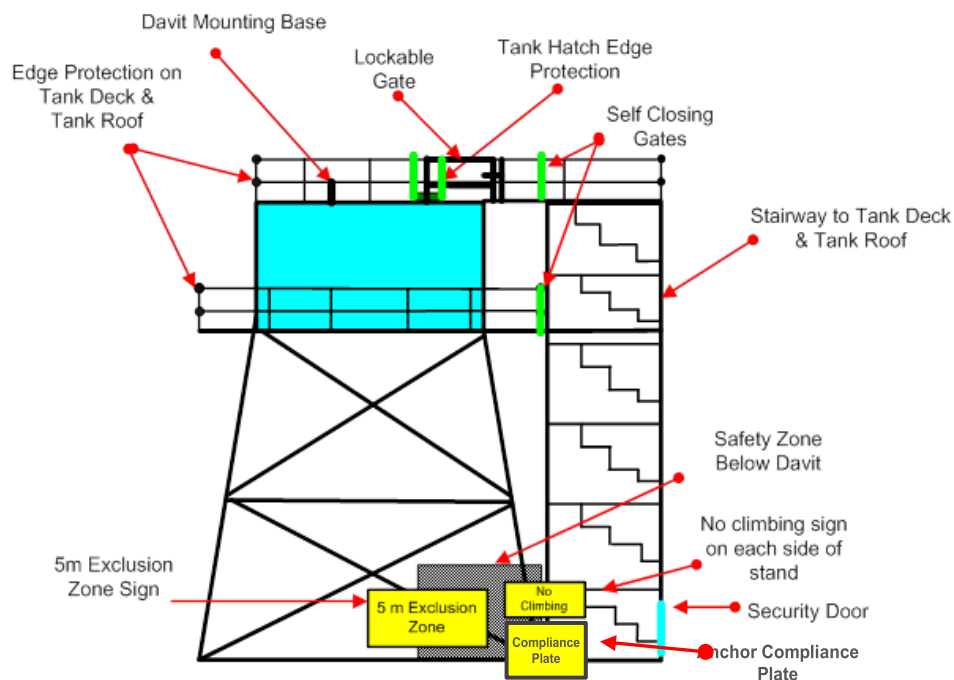 Davit Mounting Base
Tank Hatch Edge
Protection
Lockable
Gate
Edge Protection on
Tank Deck &
Tank Roof
Self Closing
Gates
Stairway to Tank Deck
& Tank Roof
Safety Zone
Below Davit
No climbing sign
on each side of
stand
5m Exclusion
Zone Sign
5 m Exclusion
Zone
No
Climbing
Security Door
Compliance
Plate
Anchor Compliance
Plate